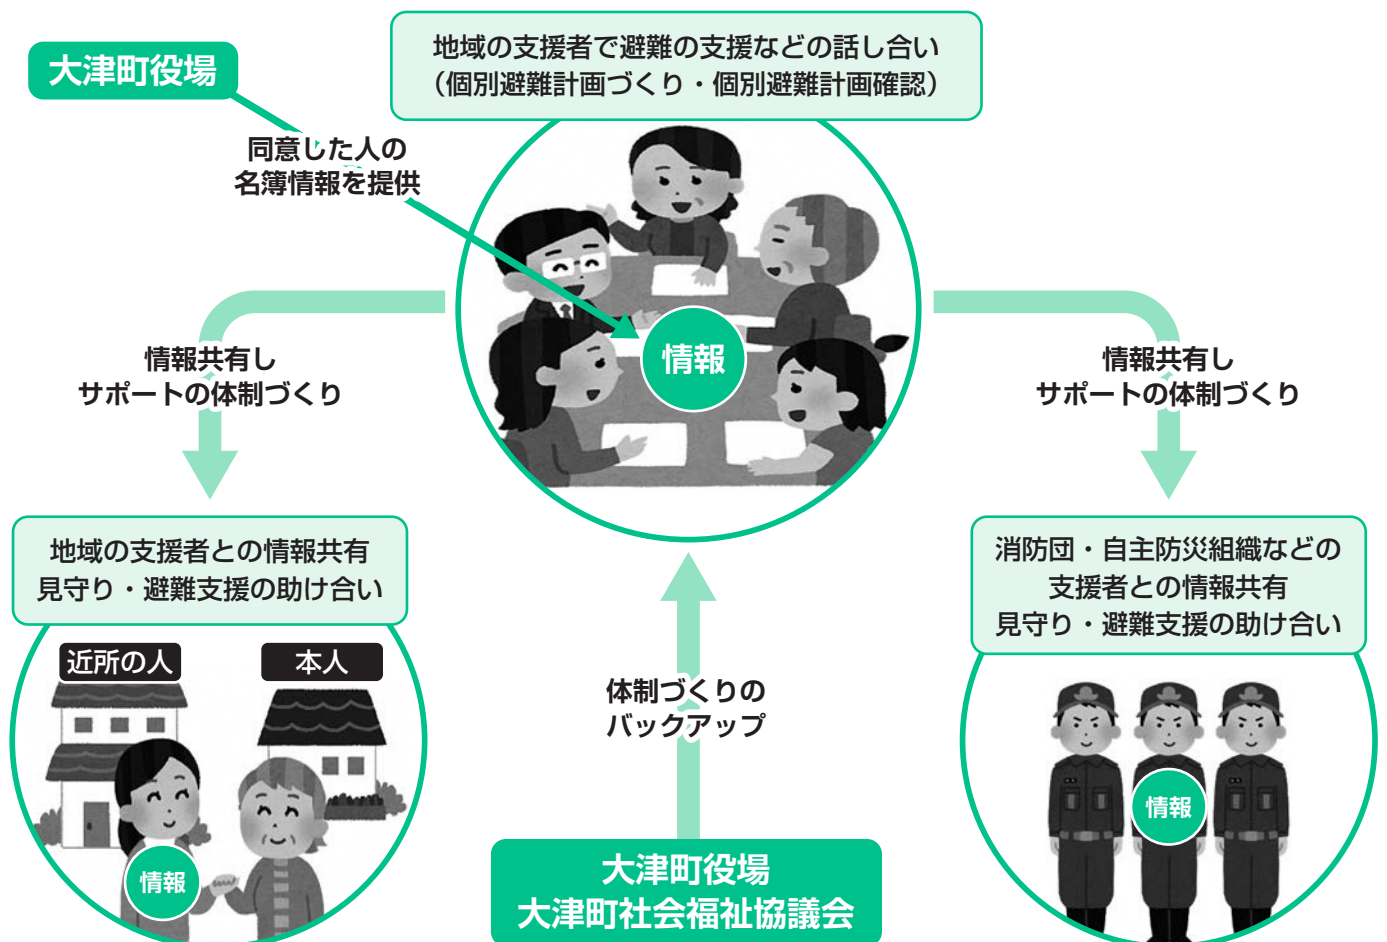 大津町役場
地域の支援者で避難の支援などの話し合い
（個別避難計画づくり・個別避難計画確認）
同意した人の
名簿情報を提供
情報
情報共有し
サポートの体制づくり
情報共有し
サポートの体制づくり
地域の支援者との情報共有
見守り・避難支援の助け合い
近所の人
本人
情報
体制づくりの
バックアップ
大津町役場
大津町社会福祉協議会
消防団・自主防災組織などの
支援者との情報共有
見守り・避難支援の助け合い
情報